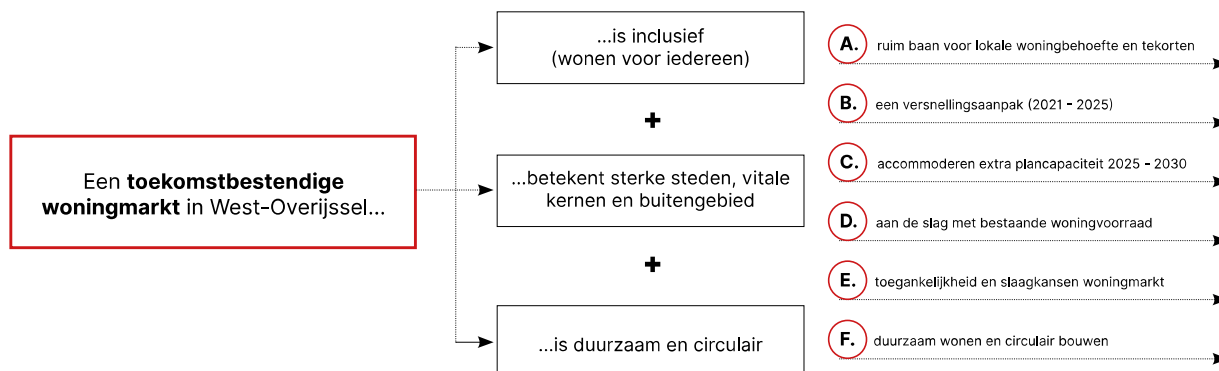 Een toekomstbestendige
woningmarkt in West-Overijssel...
...is inclusief
(wonen voor iedereen)
+
...betekent sterke steden, vitale
kernen en buitengebied
+
...is duurzaam en circulair
A. ruim baan voor lokale woningbehoefte en tekorten
B. een versnellingsaanpak (2021 - 2025)
C. accommoderen extra plancapaciteit 2025 - 2030
D. aan de slag met bestaande woningvoorraad
E. toegankelijkheid en slaagkansen woningmarkt
F. duurzaam wonen en circulair bouwen